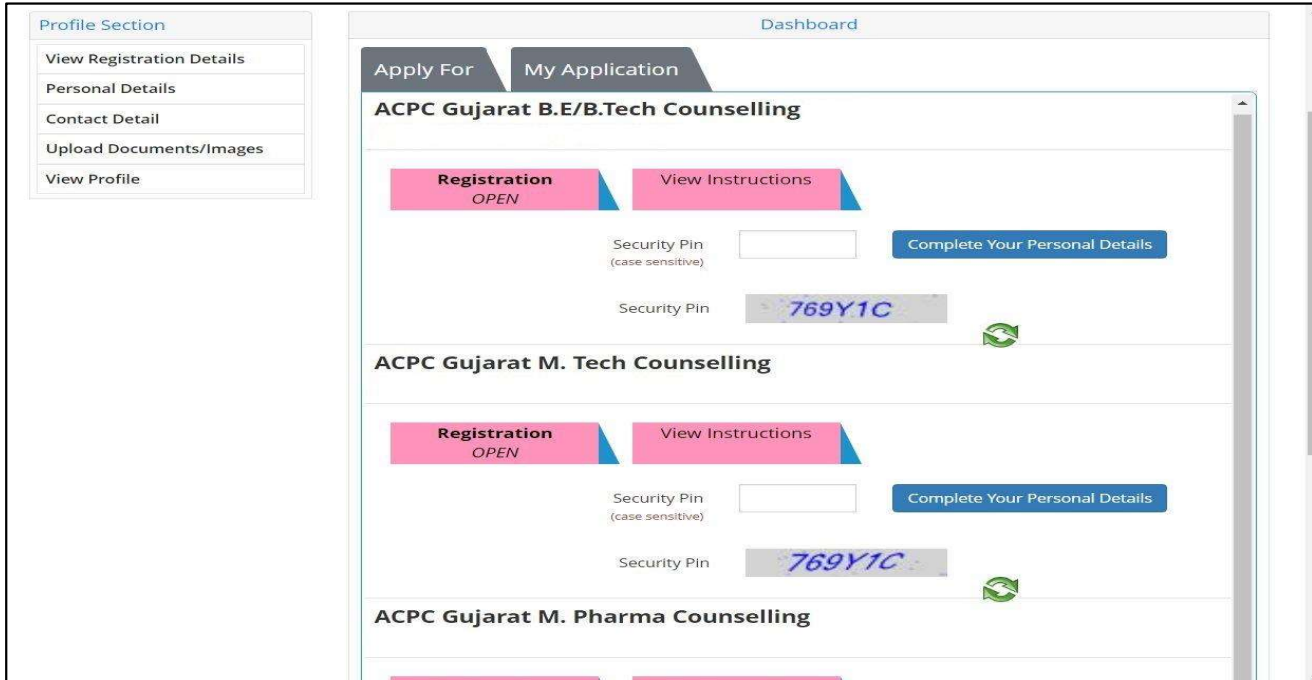 Profile Section
View Registration Details
Personal Details
Contact Detail
Upload Documents/Images
View Profile
Dashboard
Apply For My Application
ACPC Gujarat B.E/B.Tech Counselling
Registration View Instructions
OPEN
Security Pin Complete Your Personal Details
(case sensitive)
Security Pin 769Y1C
ACPC Gujarat M. Tech Counselling
Registration View Instructions
OPEN
Security Pin Complete Your Personal Details
(case sensitive)
Security Pin 769Y1C
ACPC Gujarat M. Pharma Counselling